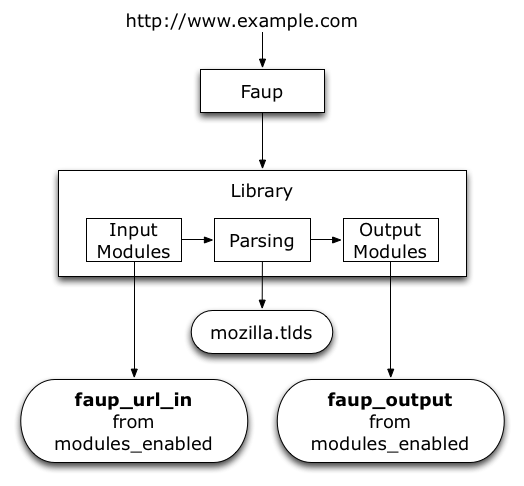 http://www.example.com
Faup
Library
Input
Modules
Parsing
Output
Modules
mozilla.tlds
faup_url_in
from
modules_enabled
faup_output
from
modules_enabled